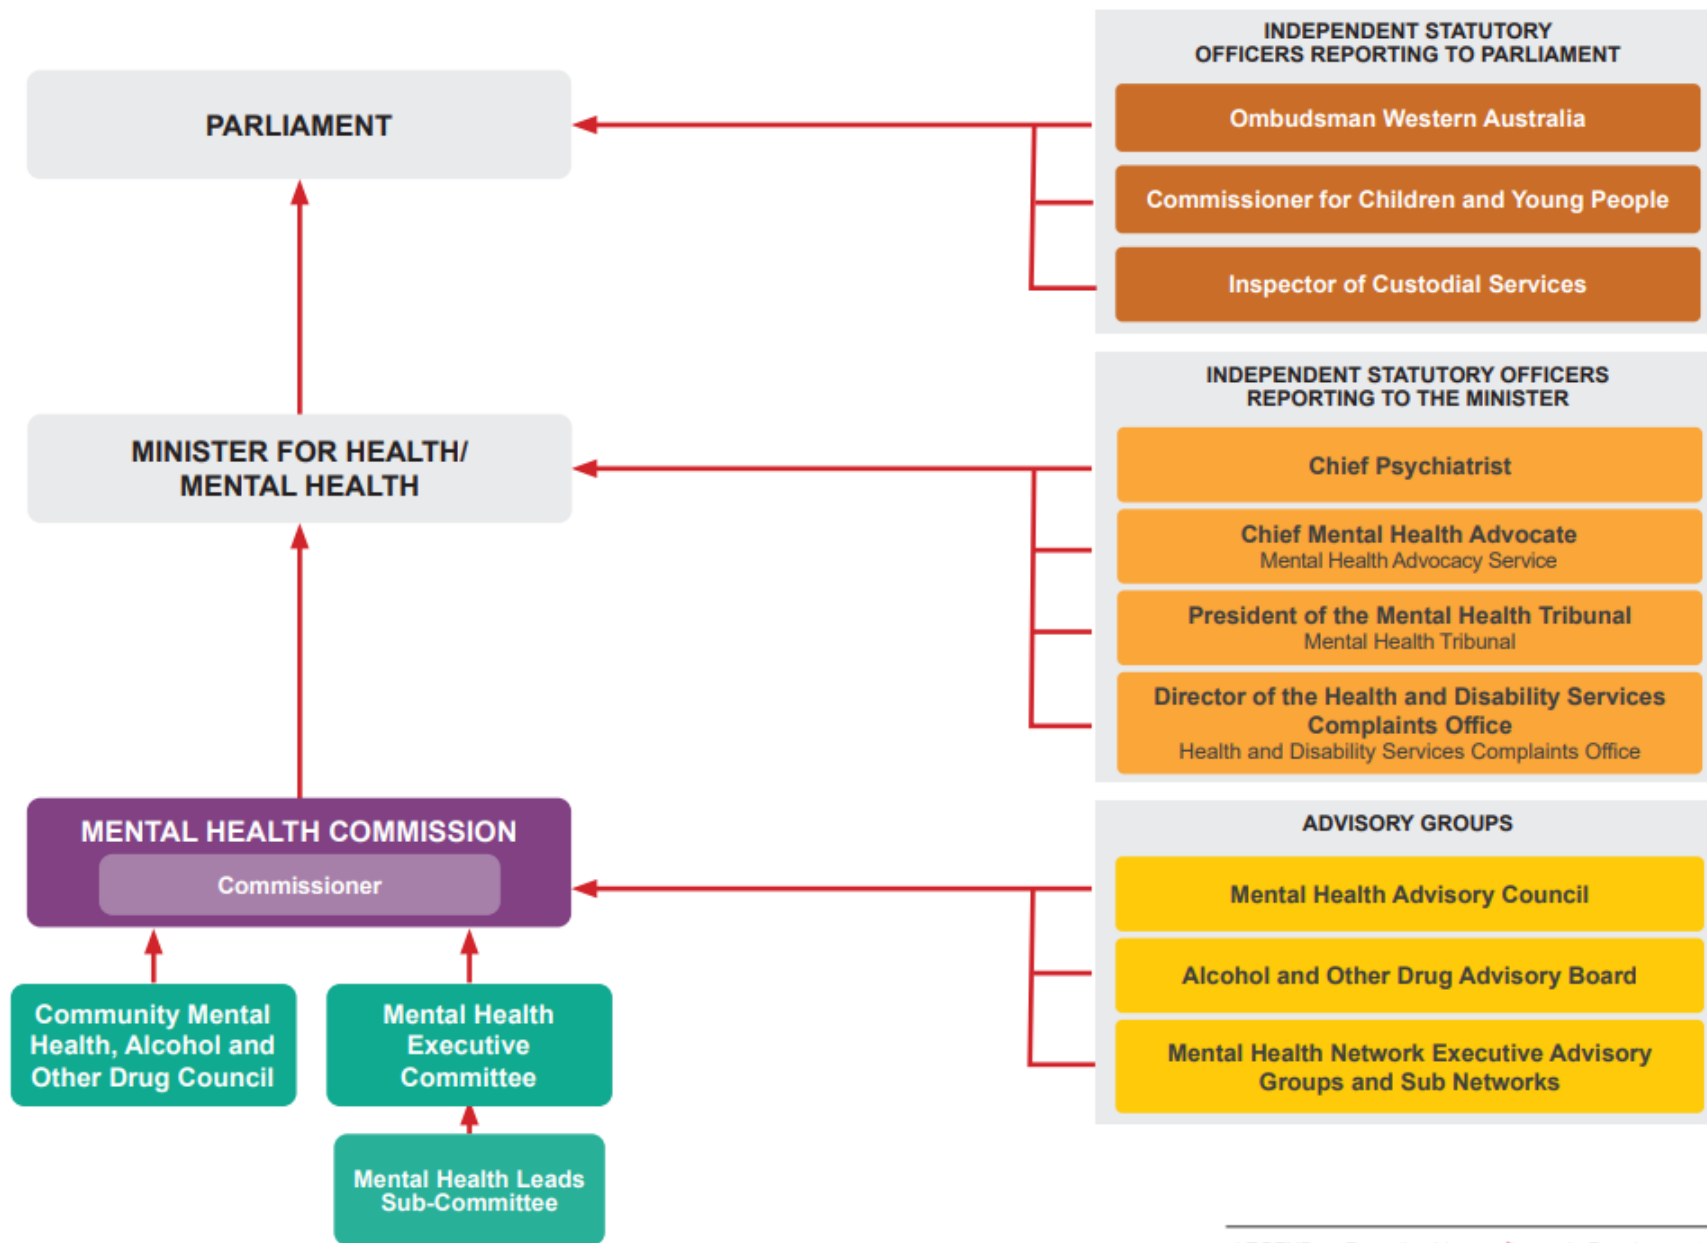 INDEPENDENT STATUTORY
OFFICERS REPORTING TO PARLIAMENT
PARLIAMENT
Ombudsman Western Australia
Commissioner for Children and Young People
Inspector of Custodial Services
INDEPENDENT STATUTORY OFFICERS
REPORTING TO THE MINISTER
MINISTER FOR HEALTH/
MENTAL HEALTH
Chief Psychiatrist
Chief Mental Health Advocate
Mental Health Advocacy Service
President of the Mental Health Tribunal
Mental Health Tribunal
Director of the Health and Disability Services
Complaints Office
Health and Disability Services Complaints Office
MENTAL HEALTH COMMISSION
Commissioner
ADVISORY GROUPS
Mental Health Advisory Council
Alcohol and Other Drug Advisory Board
Mental Health Network Executive Advisory
Groups and Sub Networks
Community Mental
Health, Alcohol and
Other Drug Council
Mental Health
Executive
Committee
Mental Health Leads
Sub-Committee